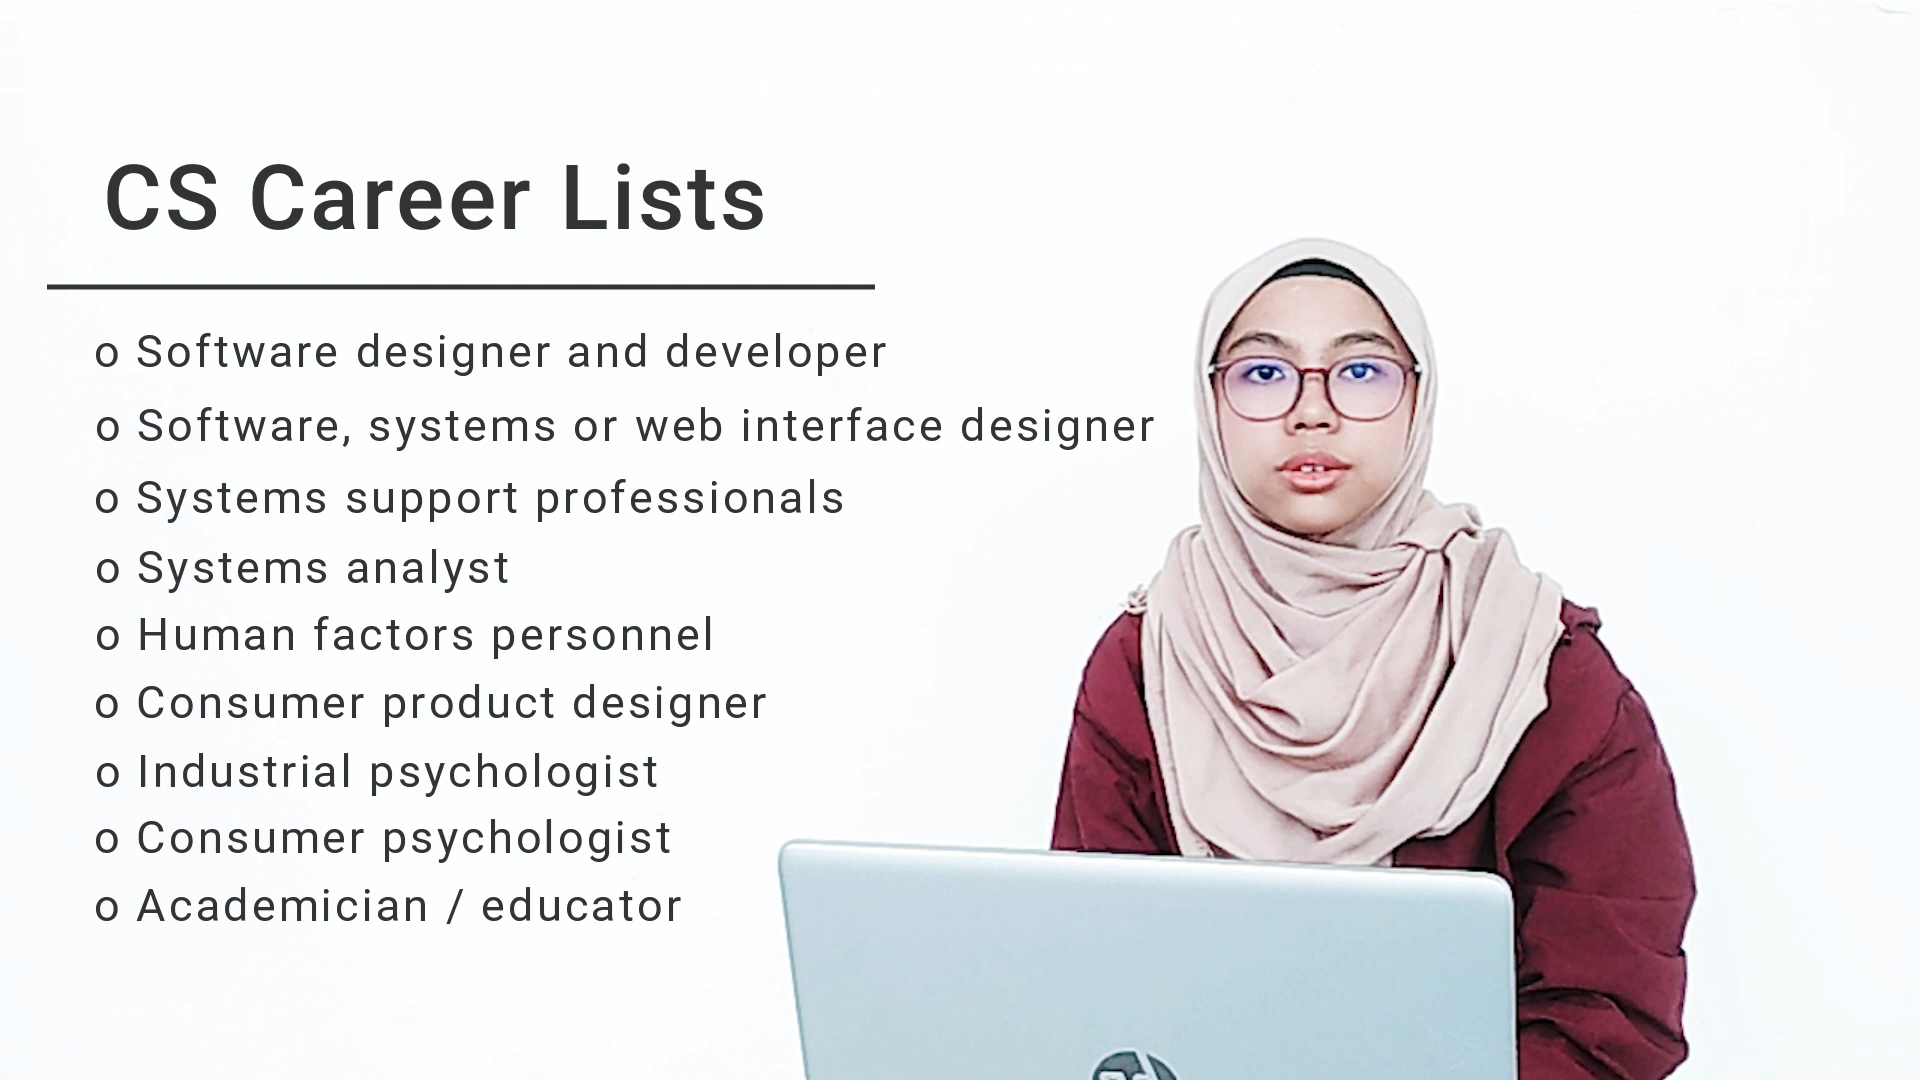 CS Career Lists
o Software designer and developer
o Software, systems or web interface designer
o Systems support professionals
o Systems analyst
o Human factors personnel
o Consumer product designer
o Industrial psychologist
o Consumer psychologist
o Academician / educator